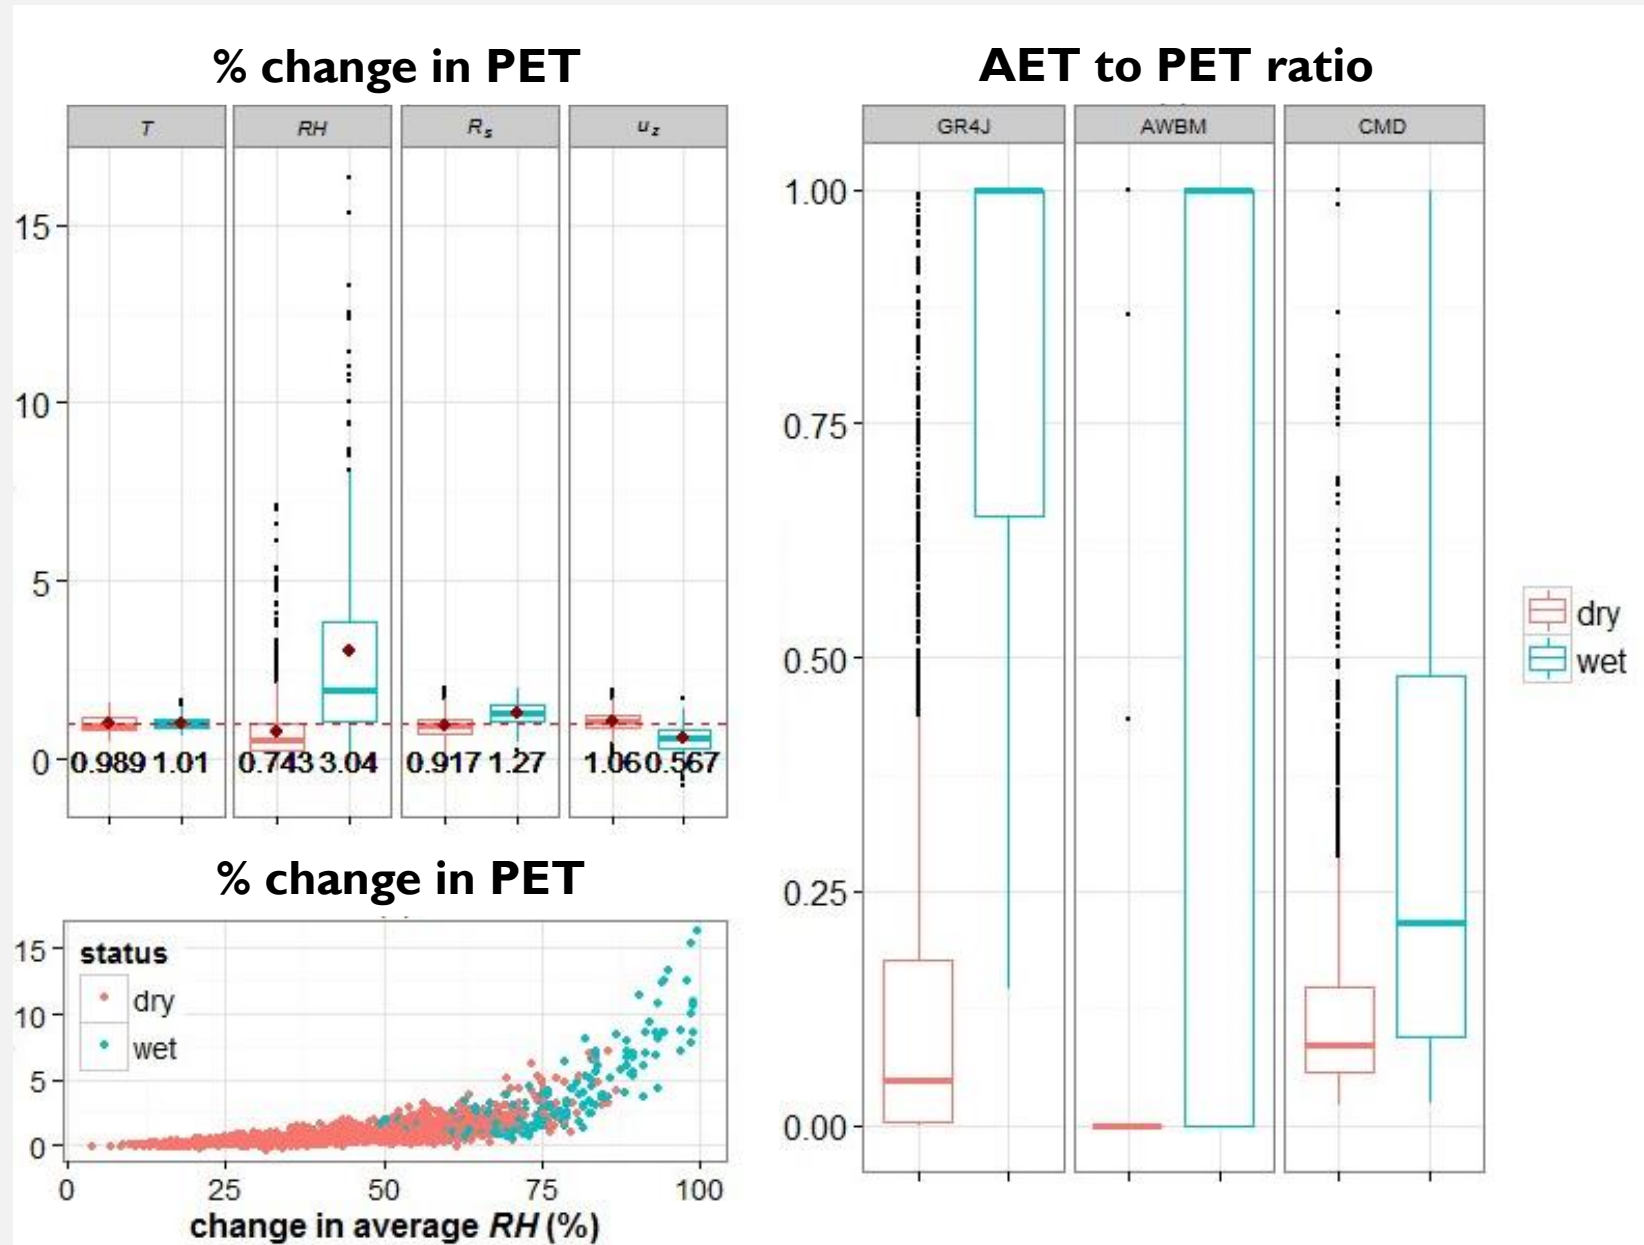 % change in PET
T RH Rs uz
15
10
5
0
0.989 1.01 0.743 3.04 0.917 1.27 1.06 0.567
% change in PET
status
dry
wet
15
10
5
0
0 25 50 75 100
change in average RH (%)
AET to PET ratio
GR4J AWBM CMD
1.00
0.75
0.50
0.25
0.00
dry
wet